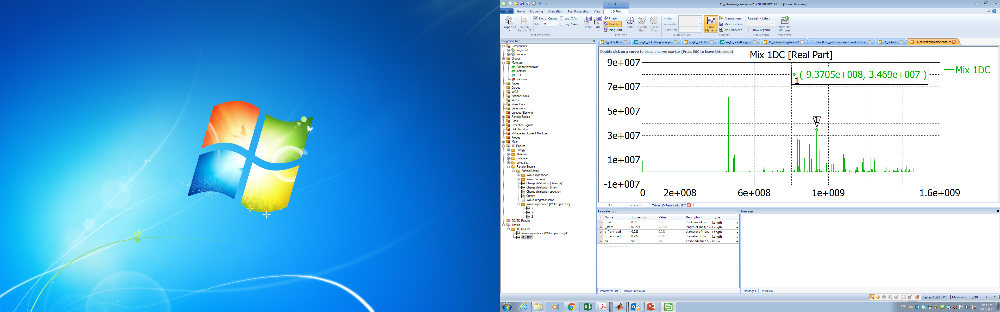 Result Tools
11_cellwakesigmaincrease2 - CST STUDIO SUITE - [Research License]
File Home Modeling Simulation Post Processing View 1D Plot
Properties
Update Results F5
No. of Curves
Max: 25
Log. X Axis
Log. Y Axis
Plot Properties
Linear
dB
Phase
Real Part
Imag. Part
Polar
Z Smith Chart
Y Smith Chart
Plot Type
X Axis:
Parameter:
Curve Set:
0D Result Axis
Curve Markers
Annotations
Measure Lines
Axis Marker
Markers
Parametric Label:
Show Legend
Plot Legend
New Plot Window
Windows
Navigation Tree
Components
singleCell
vacuum
Groups
Materials
Copper (annealed)
material1
PEC
Vacuum
Faces
Curves
WCS
Anchor Points
Wires
Voxel Data
Dimensions
Lumped Elements
Particle Beams
Ports
Excitation Signals
Field Monitors
Voltage and Current Monitors
Probes
Mesh
1D Results
Energy
Materials
comparex
comparez
Particle Beams
ParticleBeam1
Wake impedance
Wake potential
Charge distribution (distance)
Charge distribution (time)
Charge distribution spectrum
Current
Wake integration infos
Wake impedance [WakeSpectrum]
X
Y
Z
2D/3D Results
Tables
1D Results
Wake impedance (WakeSpectrum)-X
Mix 1DC
3_cell 500dx*
single_cell 500eigencopper
single_cell 500*
single_cell 200eigen*
11_cellwakelongitudinal*
tank+FPC_wake increased conductivity*
11_cellwake
11_cellwakesigmaincrease2*
Double click on a curve to place a curve marker (Press ESC to leave this mode)
Mix 1DC [Real Part]
9e+007
7e+007
5e+007
3e+007
1e+007
-1e+007
0 2e+008 6e+008 1e+009 1.6e+009
( 9.3705e+008, 3.469e+007 )
1
1
Mix 1DC
3D Schematic Tables\1D Results\Mix 1DC
Parameter List
Name Expression Value Description Type
t_cyl = 0.01 0.01 thickness of out... Length
l_stem = 0.3205 0.3205 length of (half) s... Length
d_front_ped = 0.221 0.221 diameter of fron... Length
d_back_ped = 0.222 0.222 diameter of bac... Length
pA = 90 90 phase advance o... None
<new parameter>
Parameter List Result Navigator
Messages
Messages Progress
Raster=0.500 PEC Meshcells=618,240 m Hz s °C
EN
5:53 PM
5/10/2017